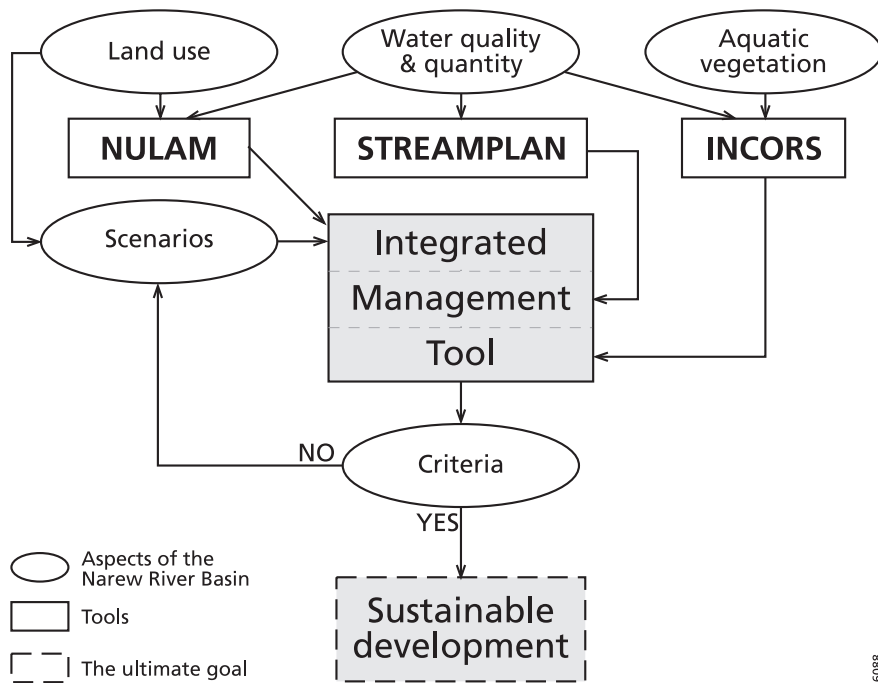 Land use
Water quality
& quantity
Aquatic
vegetation
NULAM
STREAMPLAN
INCORS
Scenarios
Integrated
Management
Tool
NO
Criteria
YES
Aspects of the
Narew River Basin
Tools
The ultimate goal
Sustainable
development
6088